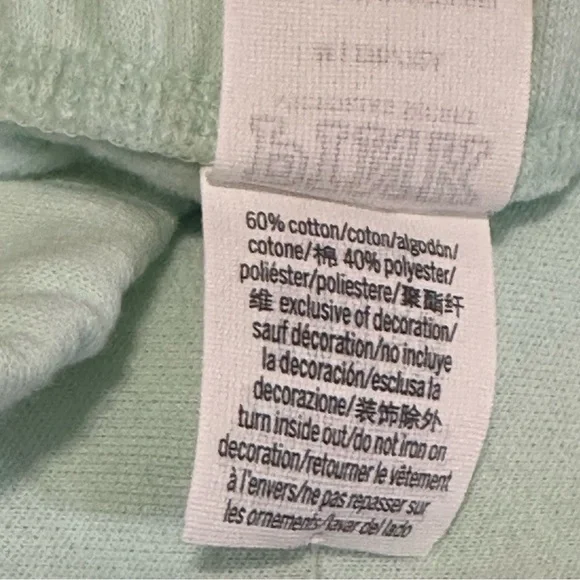 60% cotton/coton/algodón/
cotone/棉 40% polyester/
poliéster/poliestere/聚酯纤
维 exclusive of decoration/
sauf décoration/no incluye
la decoración/esclusa la
decorazione/装饰除外
turn inside out/do not iron on
decoration/retourner le vêtement
à l'envers/ne pas repasser sur
les ornements/lavar del lado